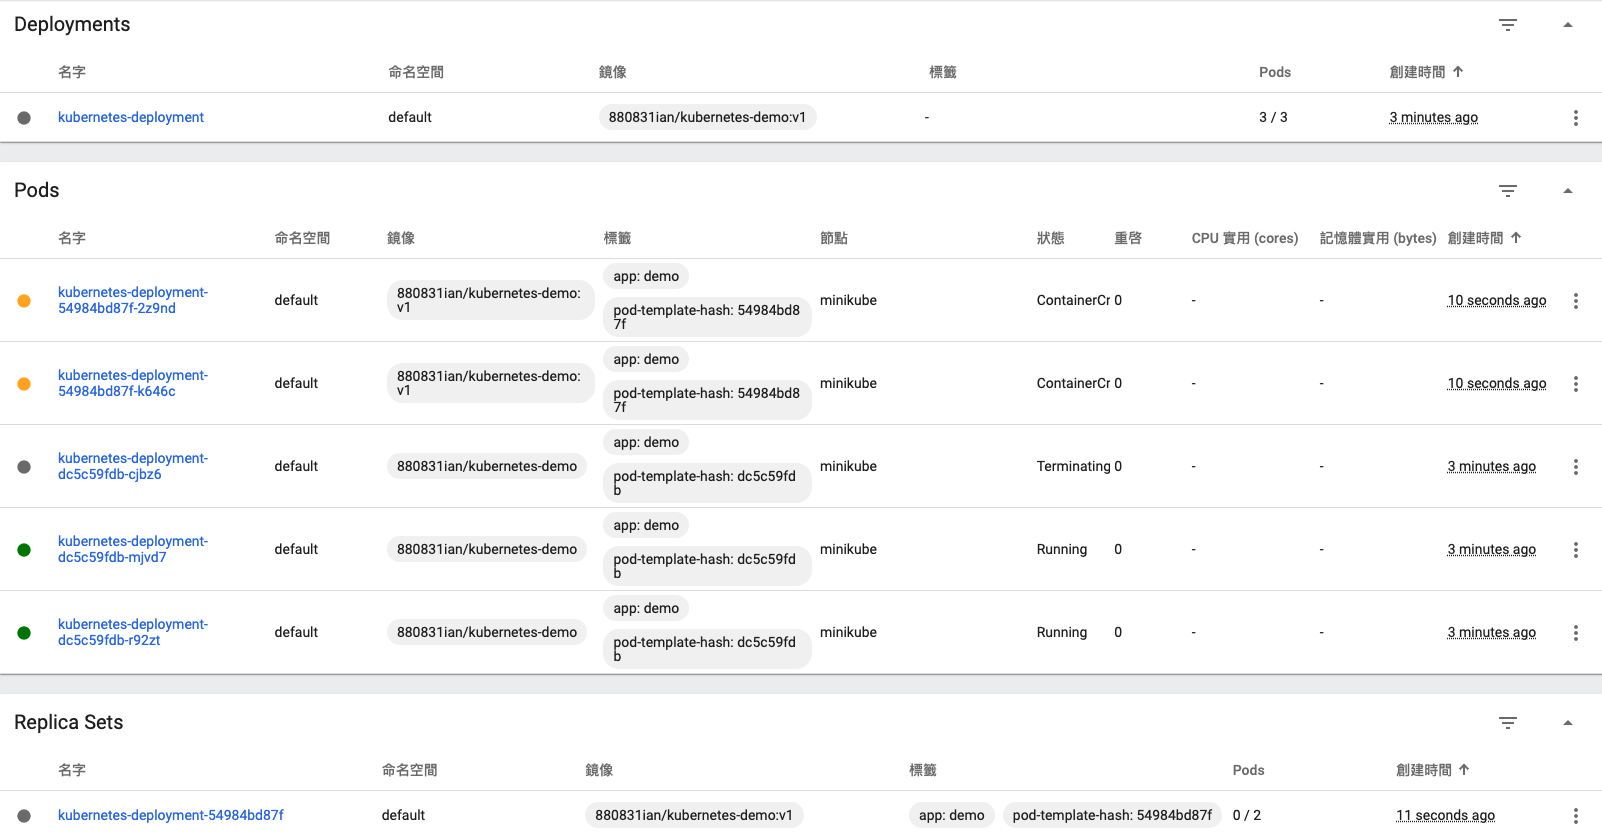 Deployments
名字 命名空間 鏡像 標籤 Pods 創建時間 ↑
kubernetes-deployment default 880831ian/kubernetes-demo:v1 - 3 / 3 3 minutes ago
Pods
名字 命名空間 鏡像 標籤 節點 狀態 重啓 CPU 實用 (cores) 記憶體實用 (bytes) 創建時間 ↑
app: demo
kubernetes-deployment-
54984bd87f-2z9nd default 880831ian/kubernetes-demo:
v1 pod-template-hash: 54984bd8
7f minikube ContainerCr 0 - - 10 seconds ago
app: demo
kubernetes-deployment-
54984bd87f-k646c default 880831ian/kubernetes-demo:
v1 pod-template-hash: 54984bd8
7f minikube ContainerCr 0 - - 10 seconds ago
app: demo
kubernetes-deployment-
dc5c59fdb-cjbz6 default 880831ian/kubernetes-demo pod-template-hash: dc5c59fd
b minikube Terminating 0 - - 3 minutes ago
app: demo
kubernetes-deployment-
dc5c59fdb-mjvd7 default 880831ian/kubernetes-demo pod-template-hash: dc5c59fd
b minikube Running 0 - - 3 minutes ago
app: demo
kubernetes-deployment-
dc5c59fdb-r92zt default 880831ian/kubernetes-demo pod-template-hash: dc5c59fd
b minikube Running 0 - - 3 minutes ago
Replica Sets
名字 命名空間 鏡像 標籤 Pods 創建時間 ↑
kubernetes-deployment-54984bd87f default 880831ian/kubernetes-demo:v1 app: demo pod-template-hash: 54984bd87f 0 / 2 11 seconds ago